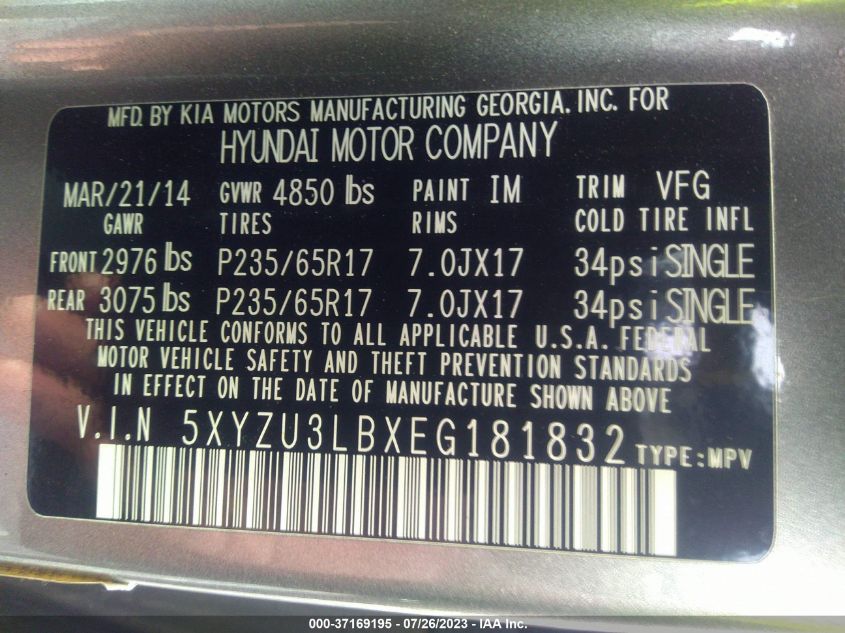 MFD. BY KIA MOTORS MANUFACTURING GEORGIA. INC. FOR
HYUNDAI MOTOR COMPANY
MAR/21/14 GVWR 4850 lbs PAINT IM TRIM VFG
GAWR TIRES RIMS COLD TIRE INFL
FRONT 2976 lbs P235/65R17 7.0JX17 34psi SINGLE
REAR 3075 lbs P235/65R17 7.0JX17 34psi SINGLE
THIS VEHICLE CONFORMS TO ALL APPLICABLE U.S.A. FEDERAL
MOTOR VEHICLE SAFETY AND THEFT PREVENTION STANDARDS
IN EFFECT ON THE DATE OF MANUFACTURE SHOWN ABOVE
V.I.N 5XYZU3LBXEG181832 TYPE:MPV
000-37169195 - 07/26/2023 - IAA Inc.